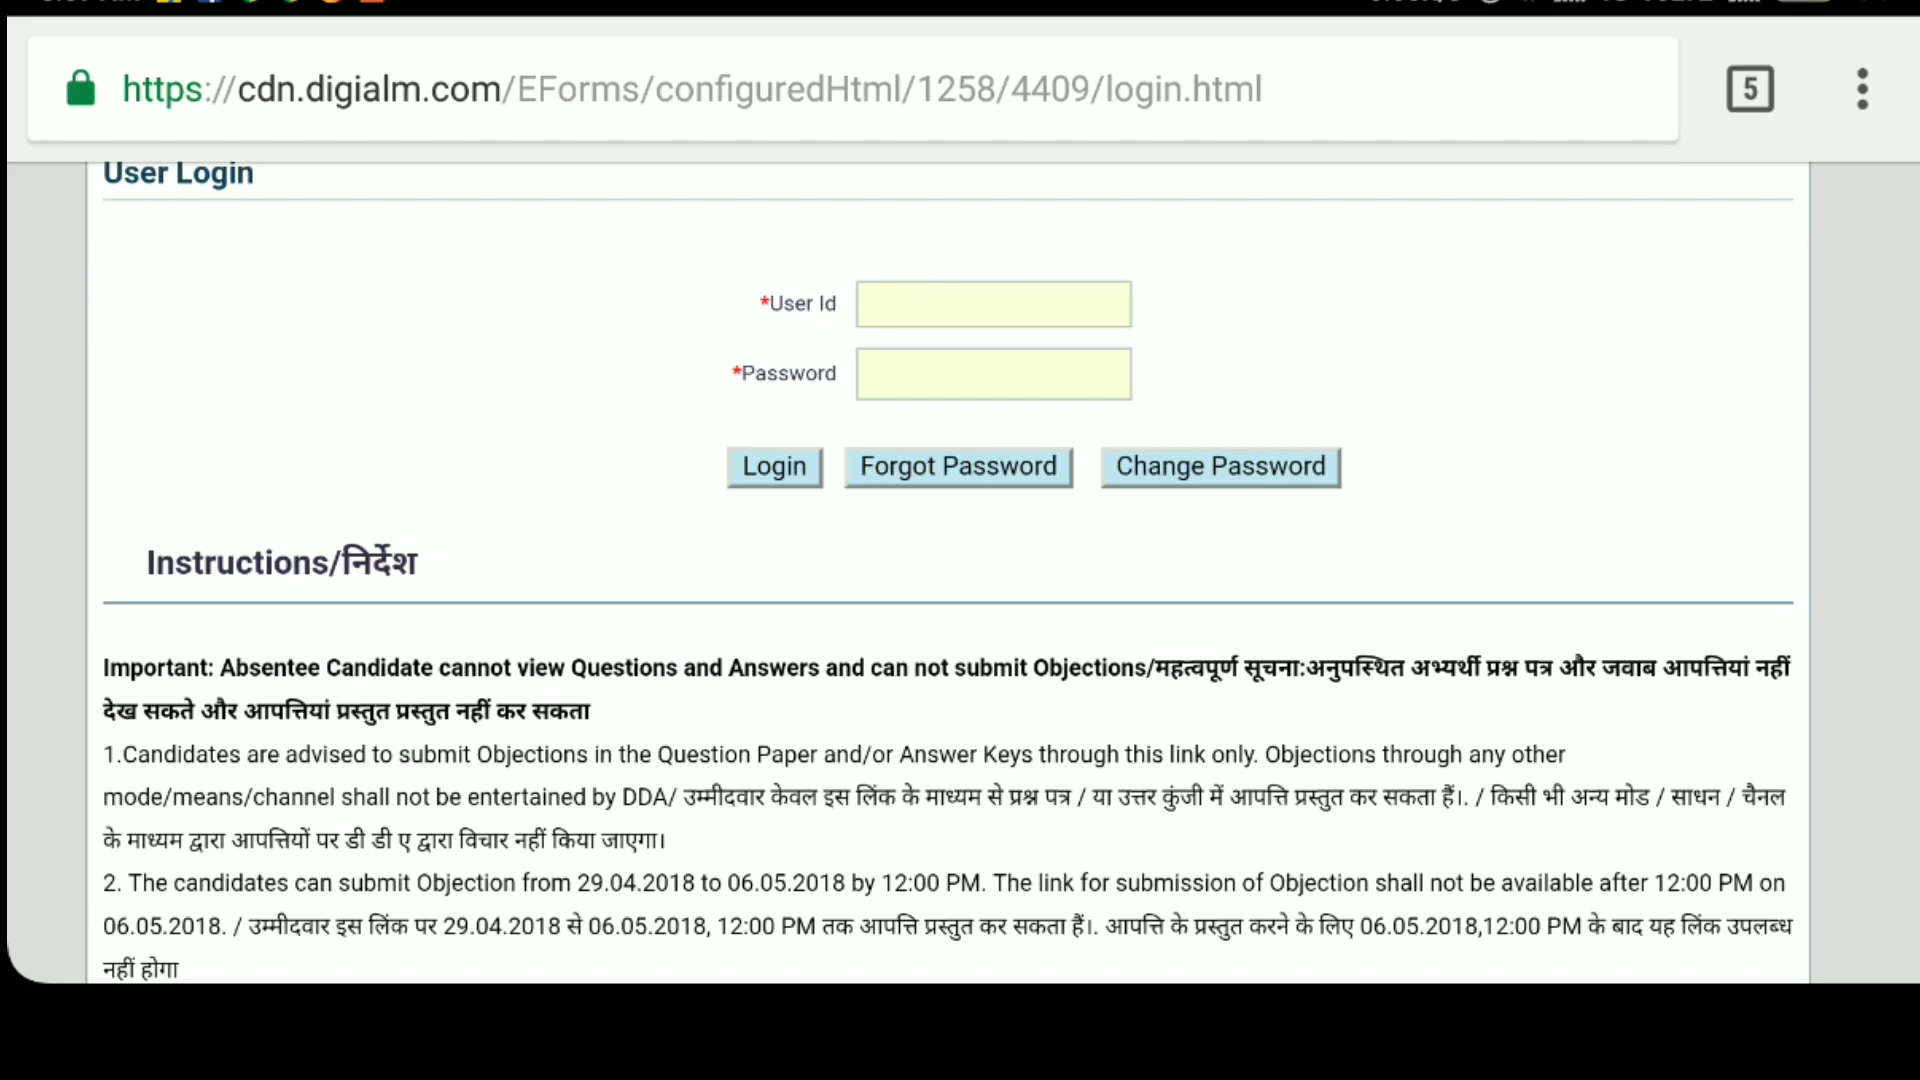 https://cdn.digialm.com/EForms/configuredHtml/1258/4409/login.html
5
User Login
*User Id
*Password
Login Forgot Password Change Password
Instructions/निर्देश
Important: Absentee Candidate cannot view Questions and Answers and can not submit Objections/महत्वपूर्ण सूचना:अनुपस्थित अभ्यर्थी प्रश्न पत्र और जवाब आपत्तियां नहीं
देख सकते और आपत्तियां प्रस्तुत प्रस्तुत नहीं कर सकता
1.Candidates are advised to submit Objections in the Question Paper and/or Answer Keys through this link only. Objections through any other
mode/means/channel shall not be entertained by DDA/ उम्मीदवार केवल इस लिंक के माध्यम से प्रश्न पत्र / या उत्तर कुंजी में आपत्ति प्रस्तुत कर सकता हैं।. / किसी भी अन्य मोड / साधन / चैनल
के माध्यम द्वारा आपत्तियों पर डी डी ए द्वारा विचार नहीं किया जाएगा।
2. The candidates can submit Objection from 29.04.2018 to 06.05.2018 by 12:00 PM. The link for submission of Objection shall not be available after 12:00 PM on
06.05.2018. / उम्मीदवार इस लिंक पर 29.04.2018 से 06.05.2018, 12:00 PM तक आपत्ति प्रस्तुत कर सकता हैं।. आपत्ति के प्रस्तुत करने के लिए 06.05.2018,12:00 PM के बाद यह लिंक उपलब्ध
नहीं होगा